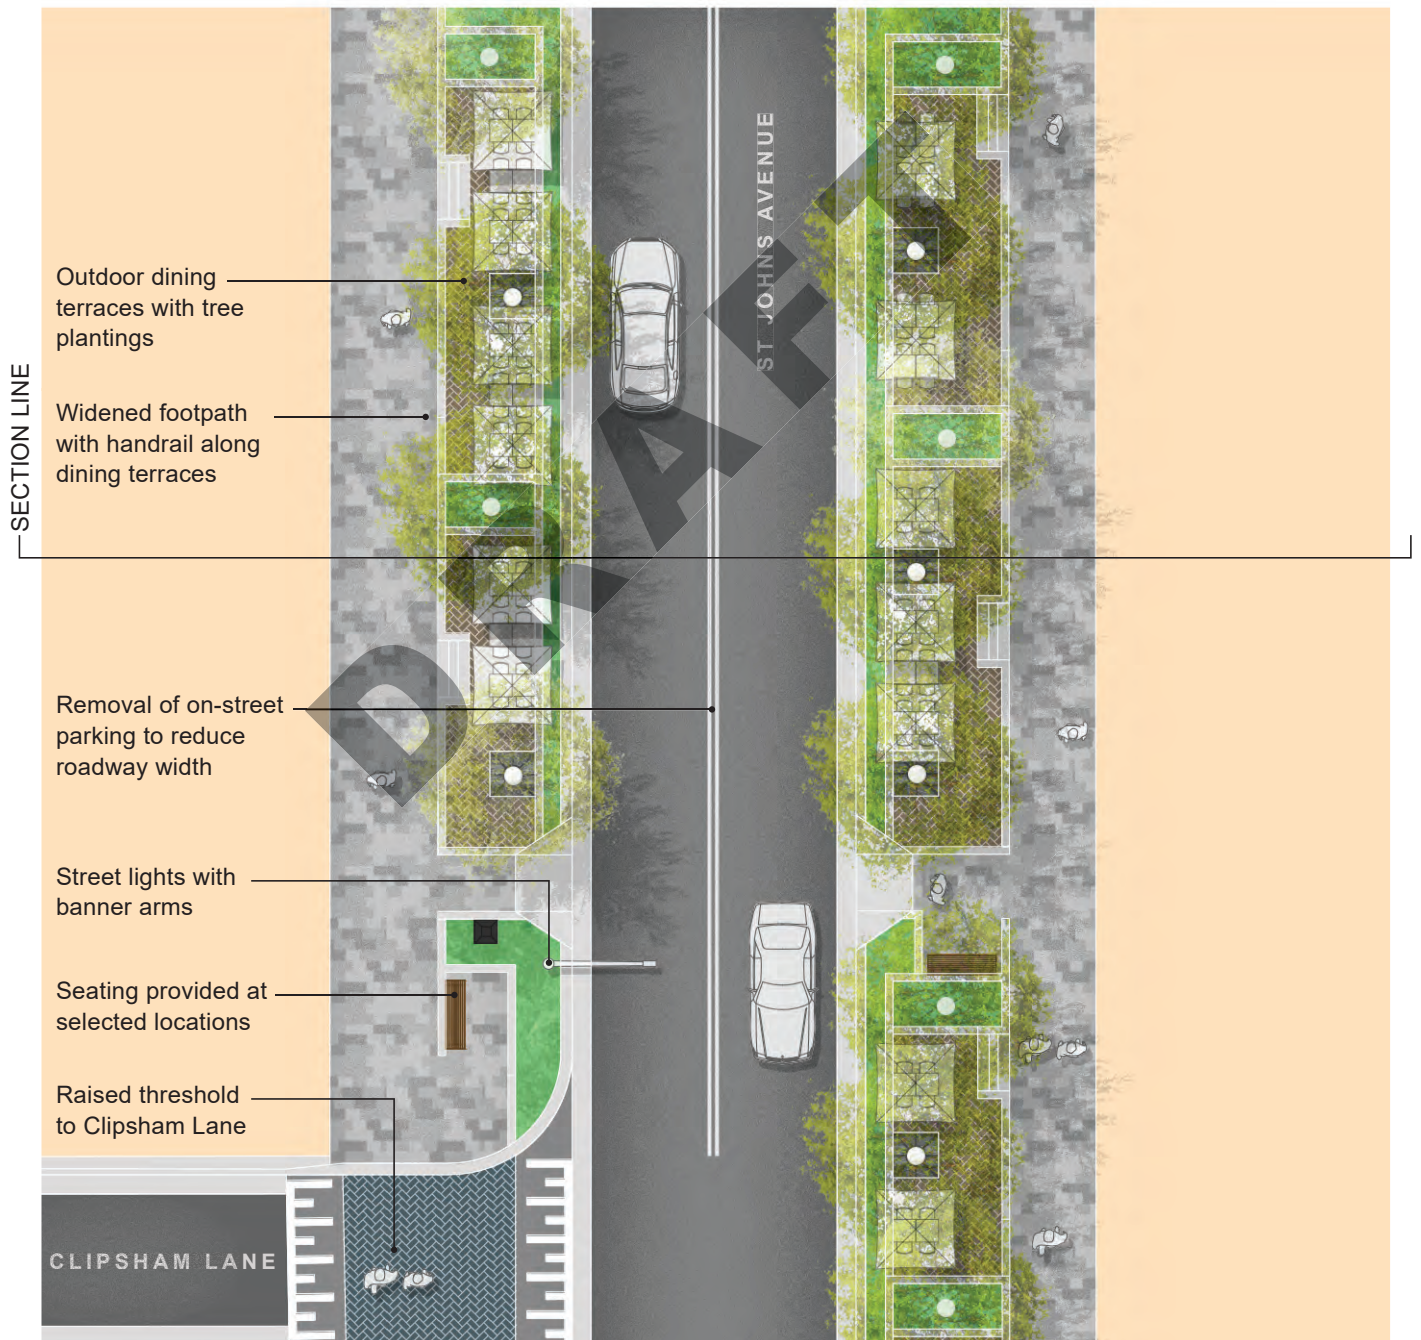 ST JOHNS AVENUE
DRAFT
Outdoor dining
terraces with tree
plantings
Widened footpath
with handrail along
dining terraces
SECTION LINE
Removal of on-street
parking to reduce
roadway width
Street lights with
banner arms
Seating provided at
selected locations
Raised threshold
to Clipsham Lane
CLIPSHAM LANE